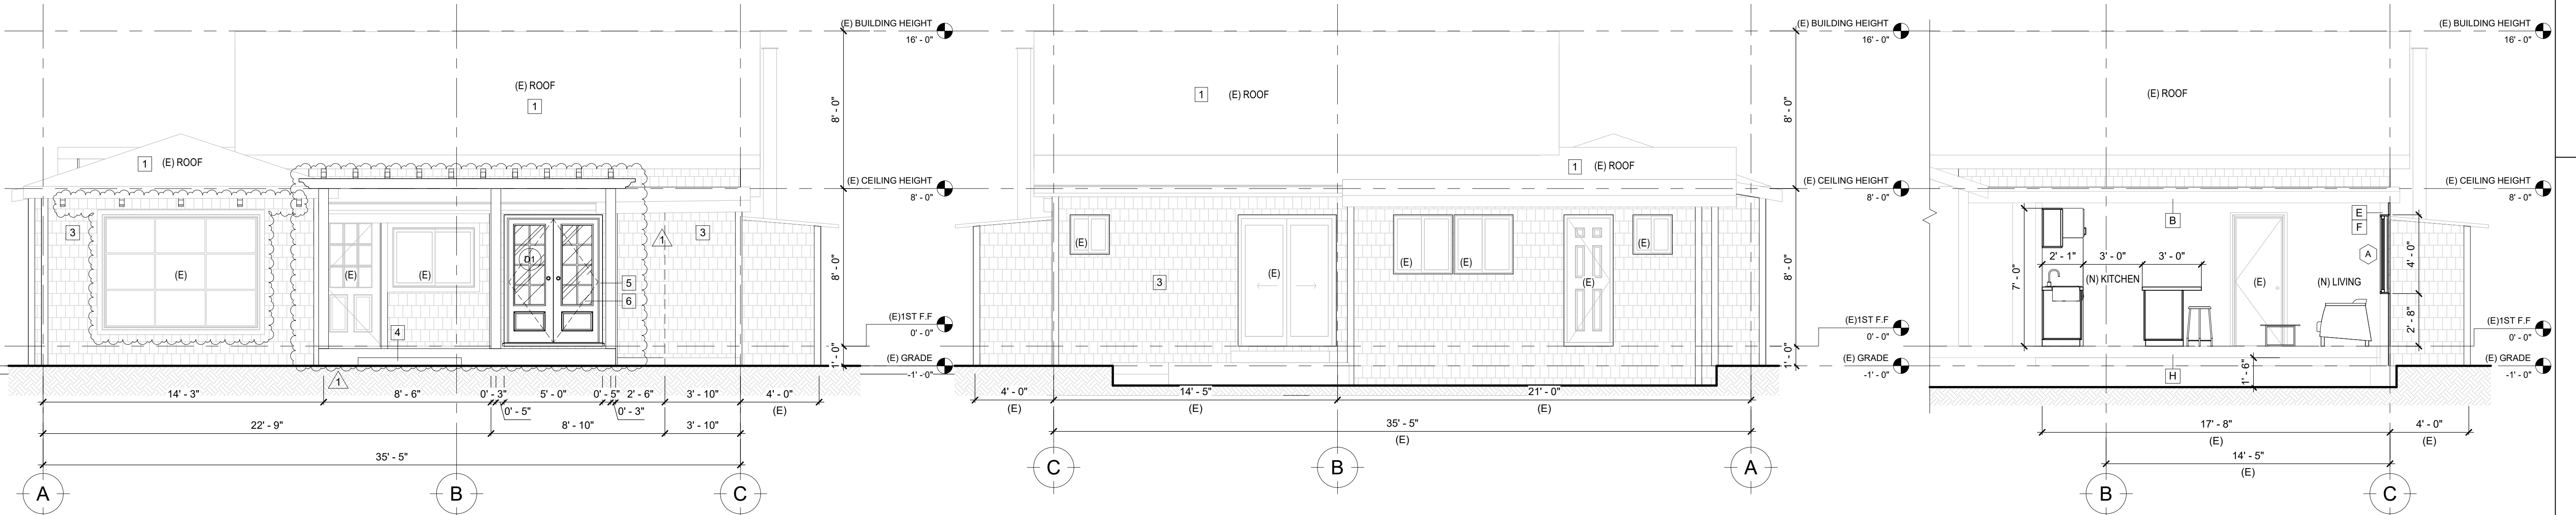 (E) BUILDING HEIGHT
16' - 0"
(E) ROOF
1
8' - 0"
1
(E) ROOF
(E) CEILING HEIGHT
8' - 0"
3
(E)
(E)
(E)
D1
1
3
5
6
4
8' - 0"
(E)1ST F.F
0' - 0"
1' - 0"
(E) GRADE
-1' - 0"
1
14' - 3"
8' - 6"
0' - 3"
5' - 0"
0' - 5"
2' - 6"
3' - 10"
4' - 0"
(E)
0' - 5"
0' - 3"
22' - 9"
8' - 10"
3' - 10"
35' - 5"
A
B
C
(E) BUILDING HEIGHT
16' - 0"
1
(E) ROOF
8' - 0"
1
(E) ROOF
(E) CEILING HEIGHT
8' - 0"
(E)
3
(E)
(E)
(E)
(E)
(E)
8' - 0"
(E)1ST F.F
0' - 0"
1' - 0"
(E) GRADE
-1' - 0"
4' - 0"
(E)
14' - 5"
(E)
21' - 0"
(E)
35' - 5"
(E)
C
B
A
(E) BUILDING HEIGHT
16' - 0"
(E) ROOF
(E) CEILING HEIGHT
8' - 0"
B
E
F
A
7' - 0"
2' - 1"
3' - 0"
3' - 0"
4' - 0"
(N) KITCHEN
(E)
(N) LIVING
2' - 8"
(E)1ST F.F
0' - 0"
(E) GRADE
-1' - 0"
H
1' - 6"
17' - 8"
(E)
4' - 0"
(E)
14' - 5"
(E)
B
C